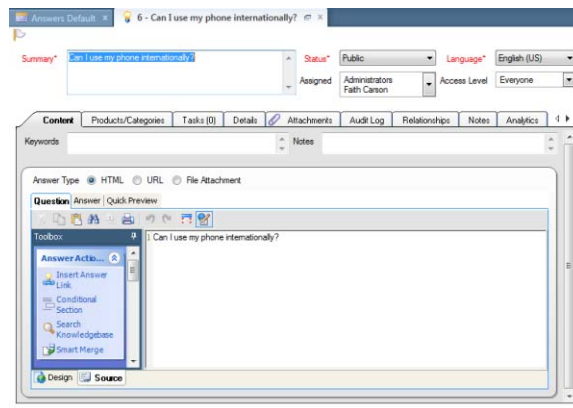 Answers Default
6 - Can I use my phone internationally?
Summary* Can I use my phone internationally? Status* Public Language* English (US)
Assigned Administrators Faith Carson Access Level Everyone
Content Products/Categories Tasks (0) Details Attachments Audit Log Relationships Notes Analytics
Keywords Notes
Answer Type HTML URL File Attachment
Question Answer Quick Preview
Toolbox
1 Can I use my phone internationally?
Answer Actio...
Insert Answer Link
Conditional Section
Search Knowledgebase
Smart Merge
Design Source